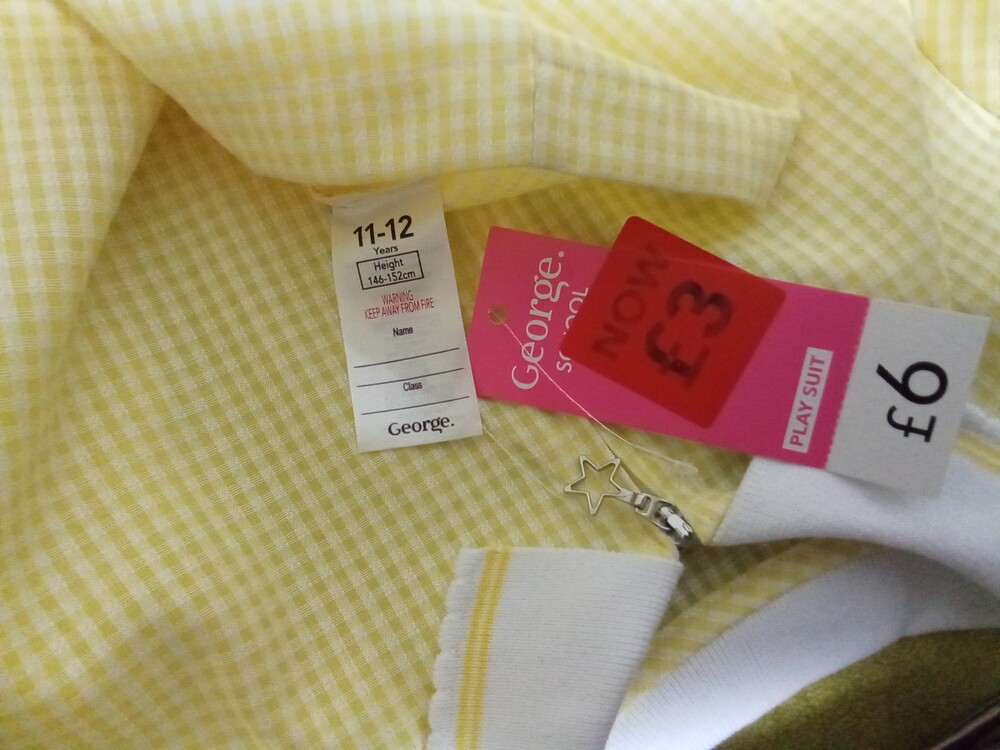 11-12
Years
Height
146-152cm
WARNING
KEEP AWAY FROM FIRE
Name
Class
George.
George.
NOW
£3
PLAY SUIT
£6